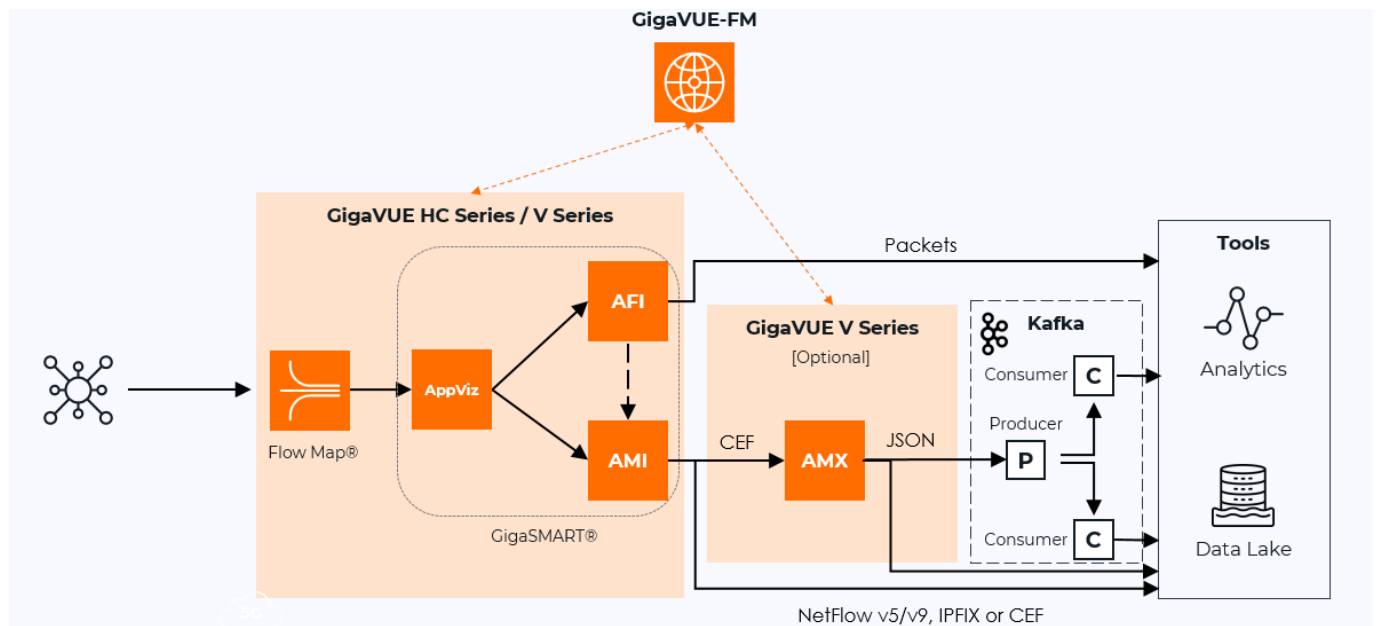 GigaVUE-FM
GigaVUE HC Series / V Series
Packets
Tools
AFI
GigaVUE V Series
[Optional]
Kafka
Analytics
Consumer
C
AppViz
Flow Map®
Producer
CEF
JSON
AMI
AMX
P
GigaSMART®
Consumer
C
Data Lake
5G
NetFlow v5/v9, IPFIX or CEF